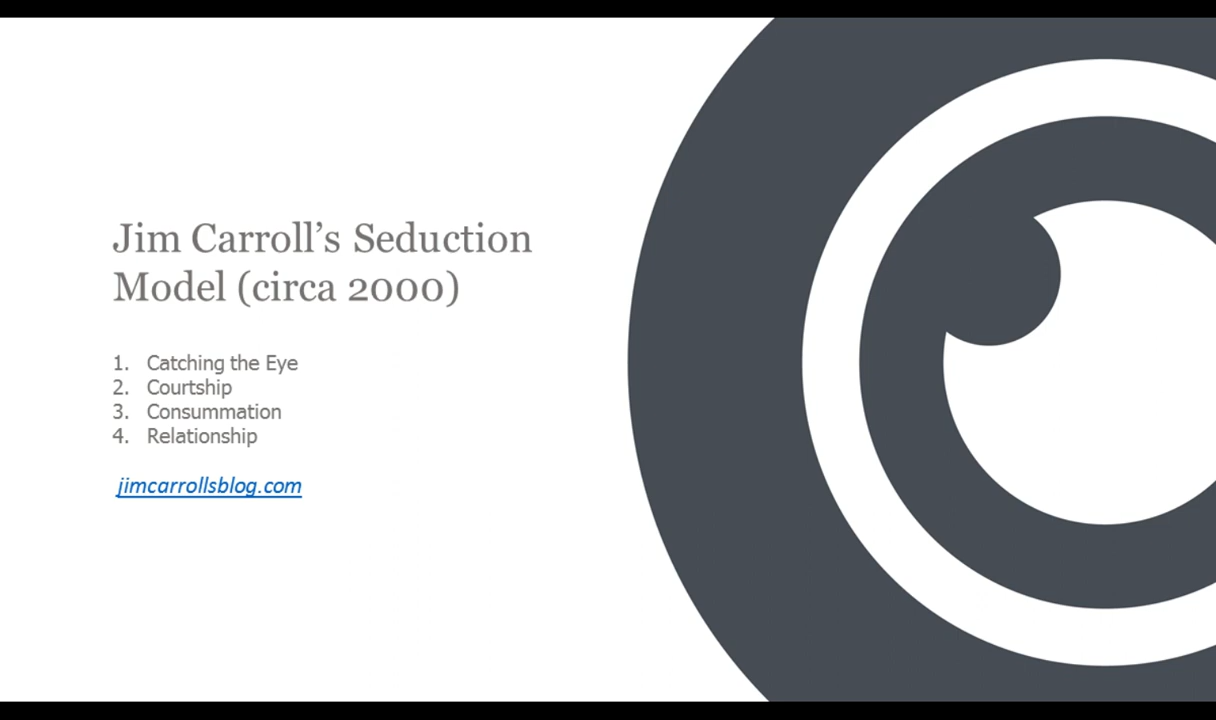 Jim Carroll’s Seduction
Model (circa 2000)
1. Catching the Eye
2. Courtship
3. Consummation
4. Relationship
jimcarrollsblog.com